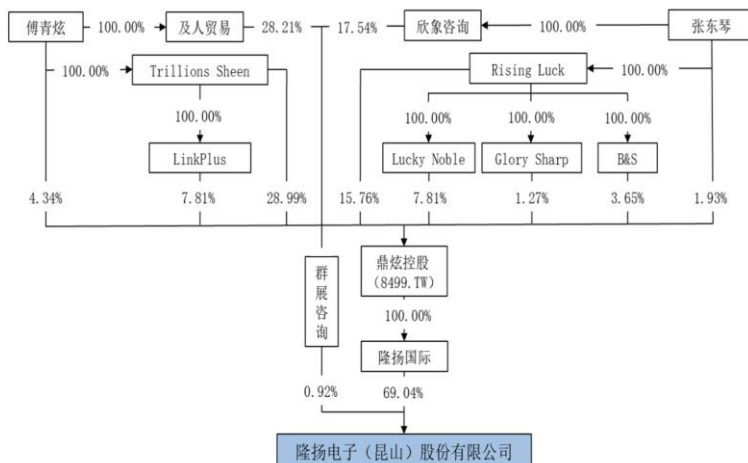 傅青炫
100.00%
及人贸易
28.21%
17.54%
欣象咨询
100.00%
张东琴
100.00%
Trillions Sheen
Rising Luck
100.00%
100.00%
100.00%
100.00%
100.00%
LinkPlus
Lucky Noble
Glory Sharp
B&S
4.34%
7.81%
28.99%
15.76%
7.81%
1.27%
3.65%
1.93%
群展咨询
鼎炫控股
(8499.TW)
100.00%
隆扬国际
0.92%
69.04%
隆扬电子（昆山）股份有限公司